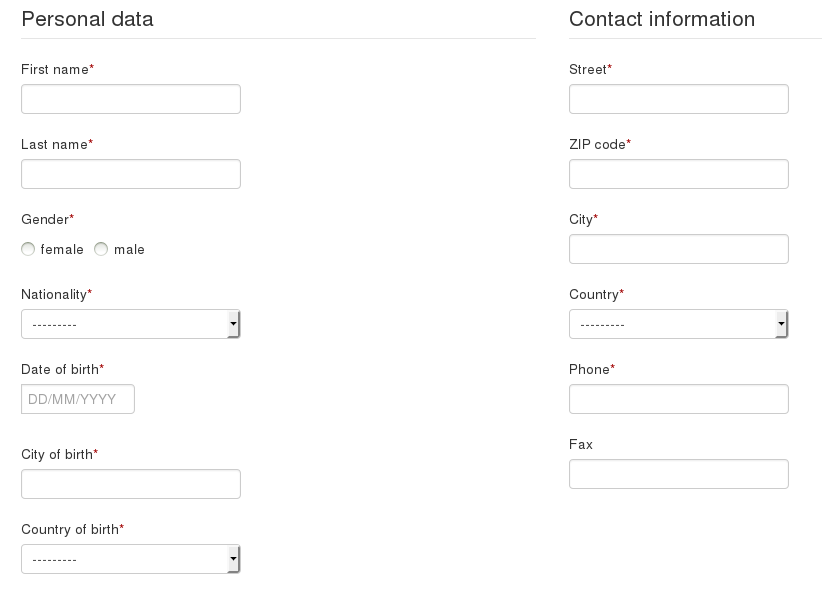 Personal data
First name*
Last name*
Gender*
female male
Nationality*
---------
Date of birth*
DD/MM/YYYY
City of birth*
Country of birth*
---------
Contact information
Street*
ZIP code*
City*
Country*
---------
Phone*
Fax